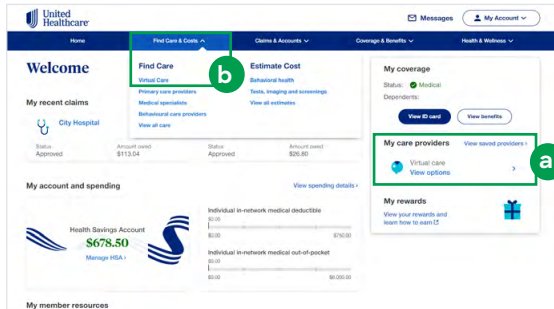 United
Healthcare
Messages
My Account
Home
Find Care & Costs
Claims & Accounts
Coverage & Benefits
Health & Wellness
Welcome
Find Care
Virtual Care
Primary care providers
Medical specialists
Behavioural care providers
View all care
b
Estimate Cost
Behavioral health
Tests, imaging and screenings
View all estimates
My coverage
Status: Medical
Dependents:
View ID card
View benefits
My recent claims
City Hospital
Status
Approved
Amount owed
$113.04
Status
Approved
Amount owed
$26.80
My care providers
View saved providers
Virtual care
View options
a
My account and spending
View spending details
Health Savings Account
$678.50
Manage HSA
Individual in-network medical deductible
$0.00
$0.00
$750.00
Individual in-network medical out-of-pocket
$0.00
$0.00
$6,000.00
My rewards
View your rewards and
learn how to earn
My member resources